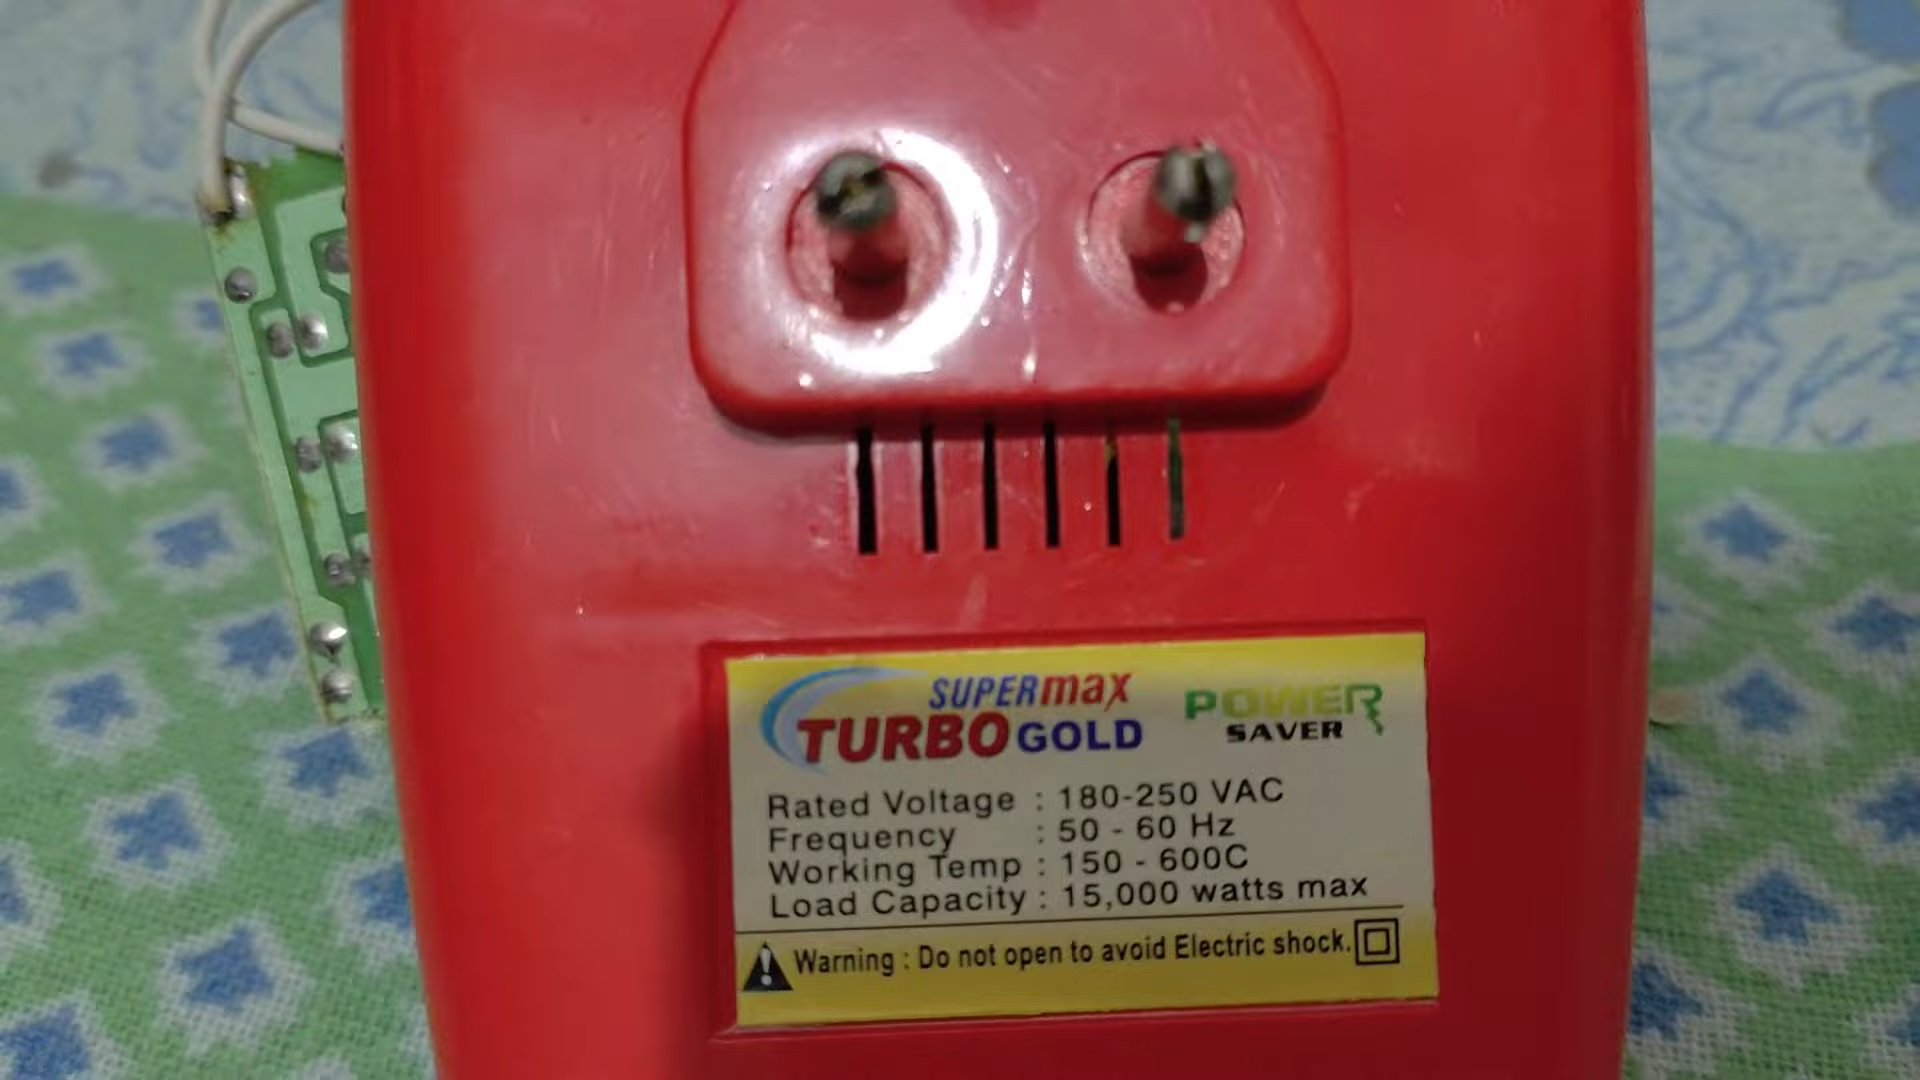 SUPERmax
TURBO GOLD
POWER
SAVER
Rated Voltage : 180-250 VAC
Frequency : 50 - 60 Hz
Working Temp : 150 - 600C
Load Capacity : 15,000 watts max
Warning : Do not open to avoid Electric shock.